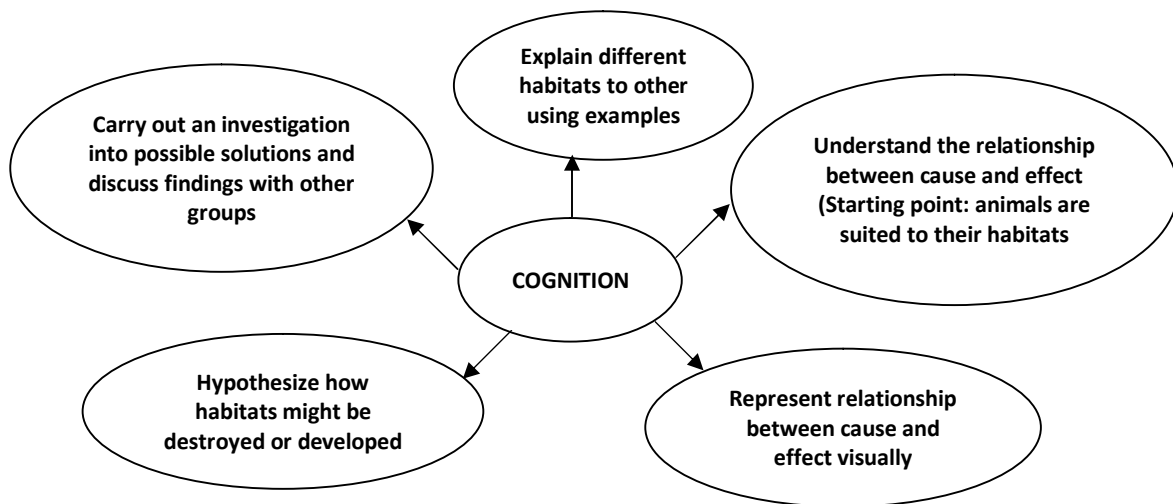 Explain different
habitats to other
using examples
Carry out an investigation
into possible solutions and
discuss findings with other
groups
Understand the relationship
between cause and effect
(Starting point: animals are
suited to their habitats
COGNITION
Hypothesize how
habitats might be
destroyed or developed
Represent relationship
between cause and
effect visually